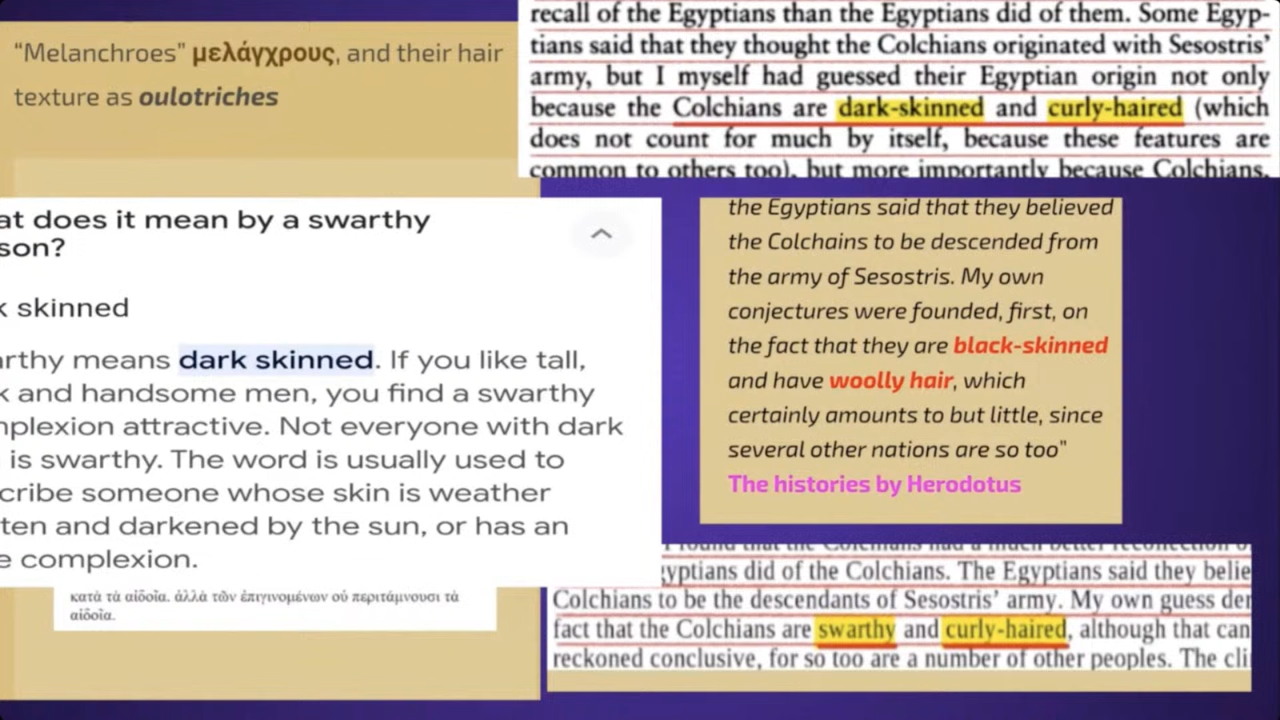 “Melanchroes” μελάγχρους, and their hair
texture as oulotriches
recall of the Egyptians than the Egyptians did of them. Some Egyp-
tians said that they thought the Colchians originated with Sesostris’
army, but I myself had guessed their Egyptian origin not only
because the Colchians are dark-skinned and curly-haired (which
does not count for much by itself, because these features are
common to others too), but more importantly because Colchians,
at does it mean by a swarthy
son?
k skinned
arthy means dark skinned. If you like tall,
k and handsome men, you find a swarthy
mplexion attractive. Not everyone with dark
is swarthy. The word is usually used to
cribe someone whose skin is weather
ten and darkened by the sun, or has an
e complexion.
the Egyptians said that they believed
the Colchains to be descended from
the army of Sesostris. My own
conjectures were founded, first, on
the fact that they are black-skinned
and have woolly hair, which
certainly amounts to but little, since
several other nations are so too"
The histories by Herodotus
κατὰ τὰ αἰδοῖα. ἀλλὰ τῶν ἐπιγινομένων οὐ περιτάμνουσι τὰ
αἰδοῖα.
yptians did of the Colchians. The Egyptians said they belie
Colchians to be the descendants of Sesostris’ army. My own guess der
fact that the Colchians are swarthy and curly-haired, although that can
reckoned conclusive, for so too are a number of other peoples. The cli